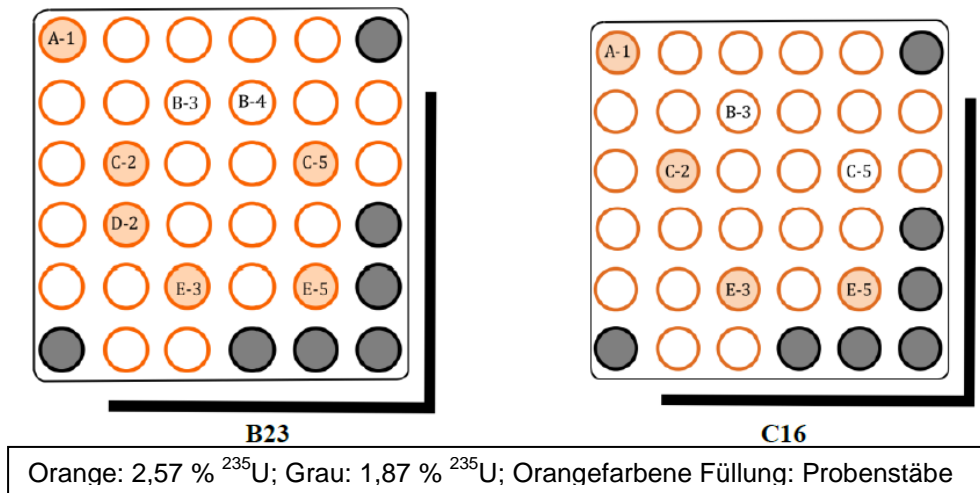 A-1
B-3 B-4
C-2 C-5
D-2
E-3 E-5
B23
A-1
B-3
C-2 C-5
E-3 E-5
C16
Orange: 2,57 % ²³⁵U; Grau: 1,87 % ²³⁵U; Orangefarbene Füllung: Probenstäbe